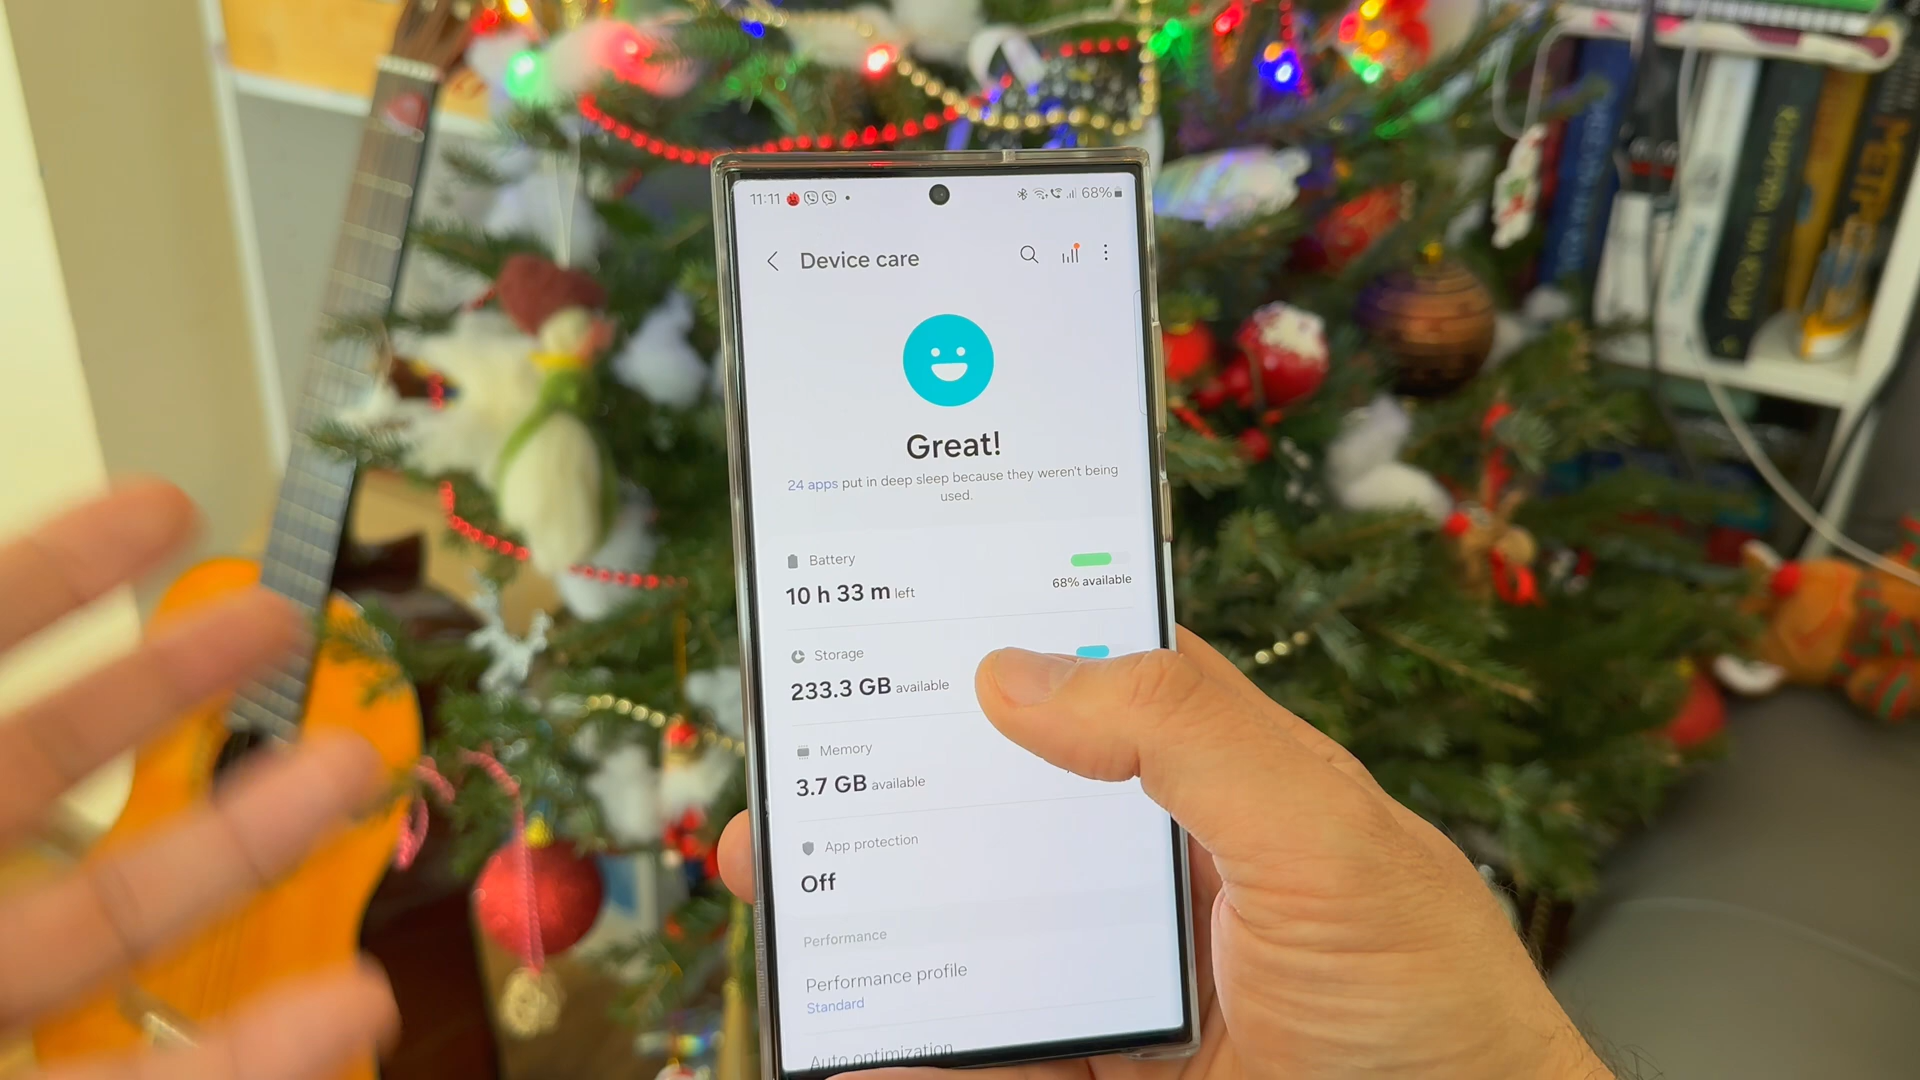 11:11
68%
Device care
Great!
24 apps put in deep sleep because they weren't being
used.
Battery
10 h 33 m left
68% available
Storage
233.3 GB available
Memory
3.7 GB available
App protection
Off
Performance
Performance profile
Standard
Auto optimization